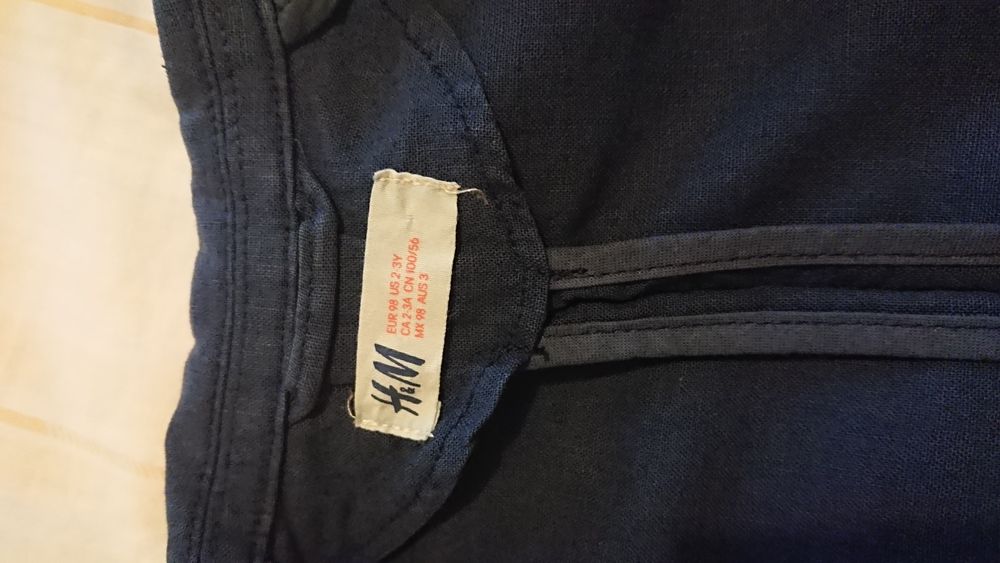 H&M
EUR 98 US 2-3Y
CA 2-3A CN 100/56
MX 98 AUS 3